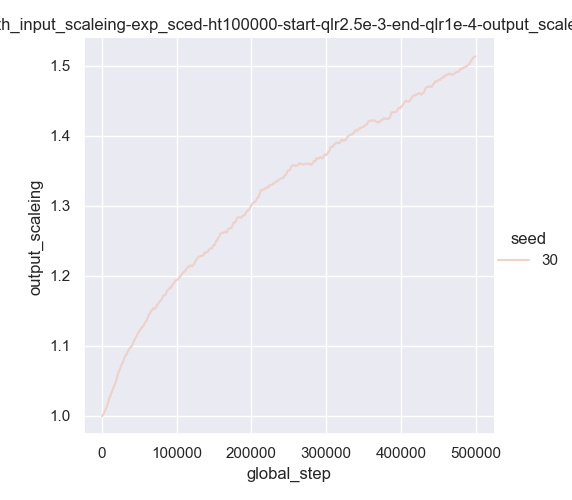 th_input_scaleing-exp_sced-ht100000-start-qlr2.5e-3-end-qlr1e-4-output_scale
1.5
1.4
1.3
1.2
1.1
1.0
output_scaleing
seed
30
0 100000 200000 300000 400000 500000
global_step